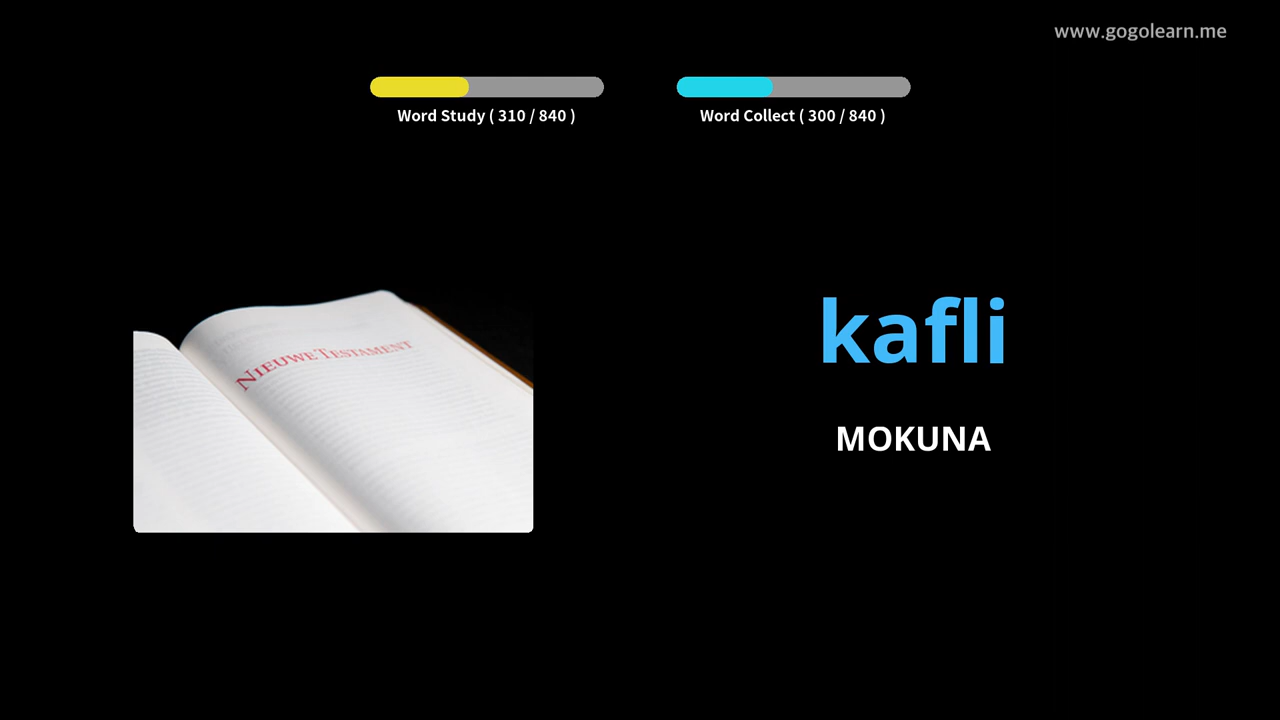 www.gogolearn.me
Word Study ( 310 / 840 )
Word Collect ( 300 / 840 )
NIEUWE TESTAMENT
kafli
MOKUNA